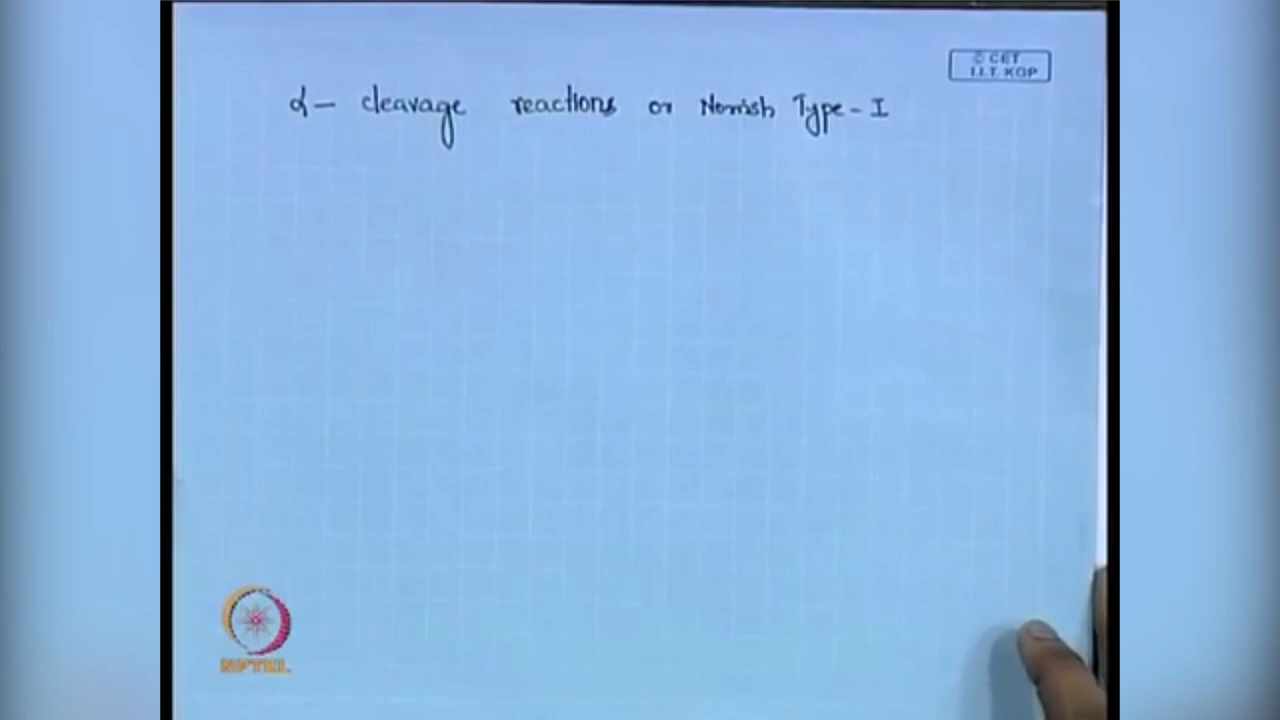 © CET
I.I.T. KGP
α- cleavage reactions or Norrish Type-I
NPTEL